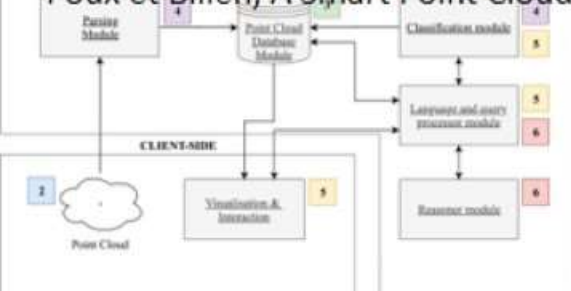 Poux et Billen, A Smart Point Cloud
Parsing
Module
4
Point Cloud
Database
Module
Classification module
4
5
Language and query
processor module
5
6
CLIENT-SIDE
2
Point Cloud
Visualisation &
Interaction
5
Reasoner module
6